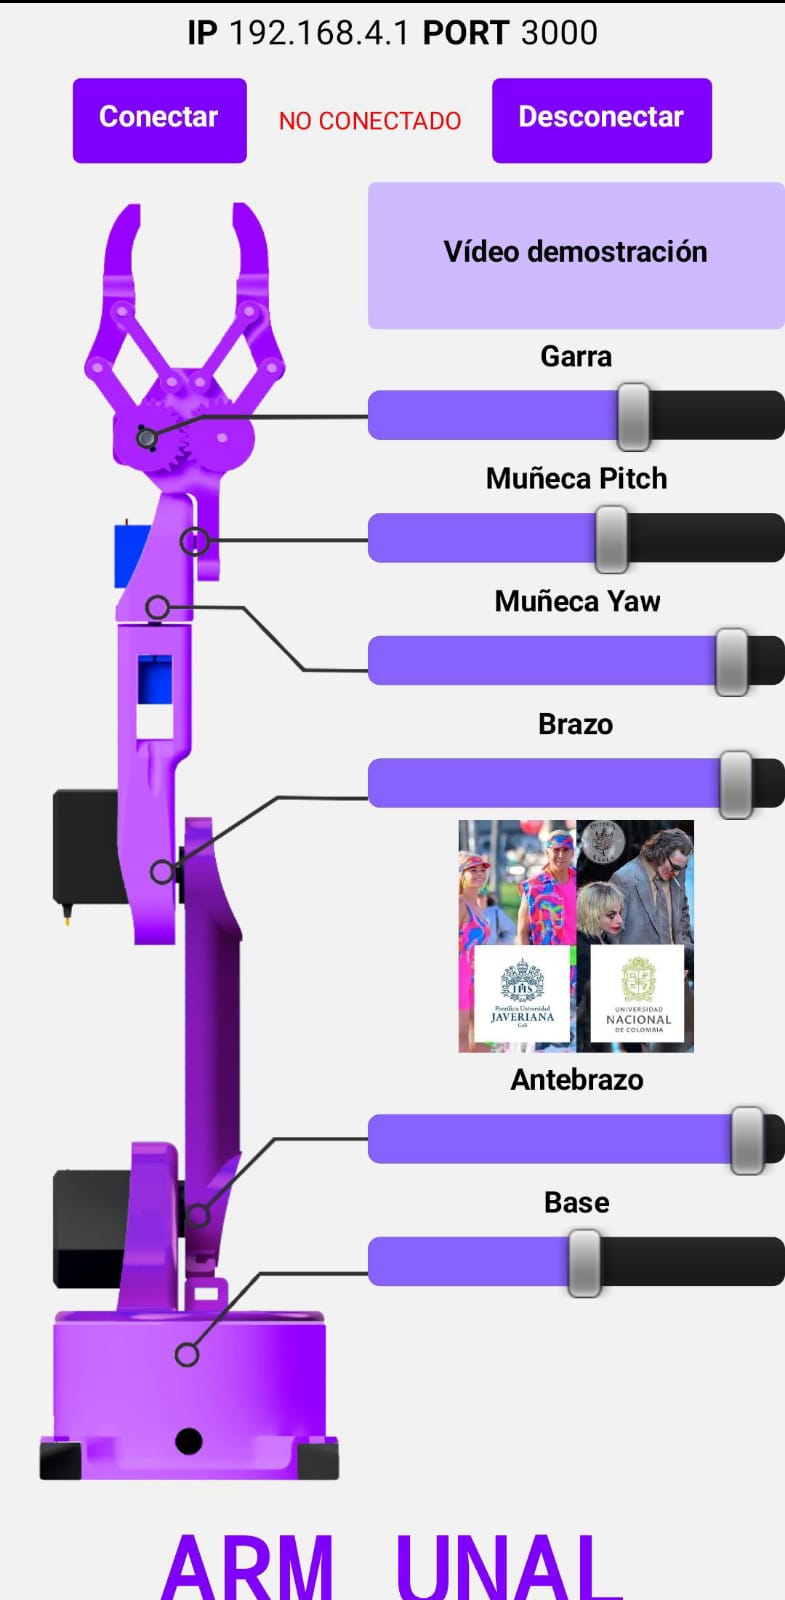 IP 192.168.4.1 PORT 3000
Conectar
NO CONECTADO
Desconectar
Vídeo demostración
Garra
Muñeca Pitch
Muñeca Yaw
Brazo
Pontificia Universidad
JAVERIANA
Cali
UNIVERSIDAD
NACIONAL
DE COLOMBIA
Antebrazo
Base
ARM UNAL